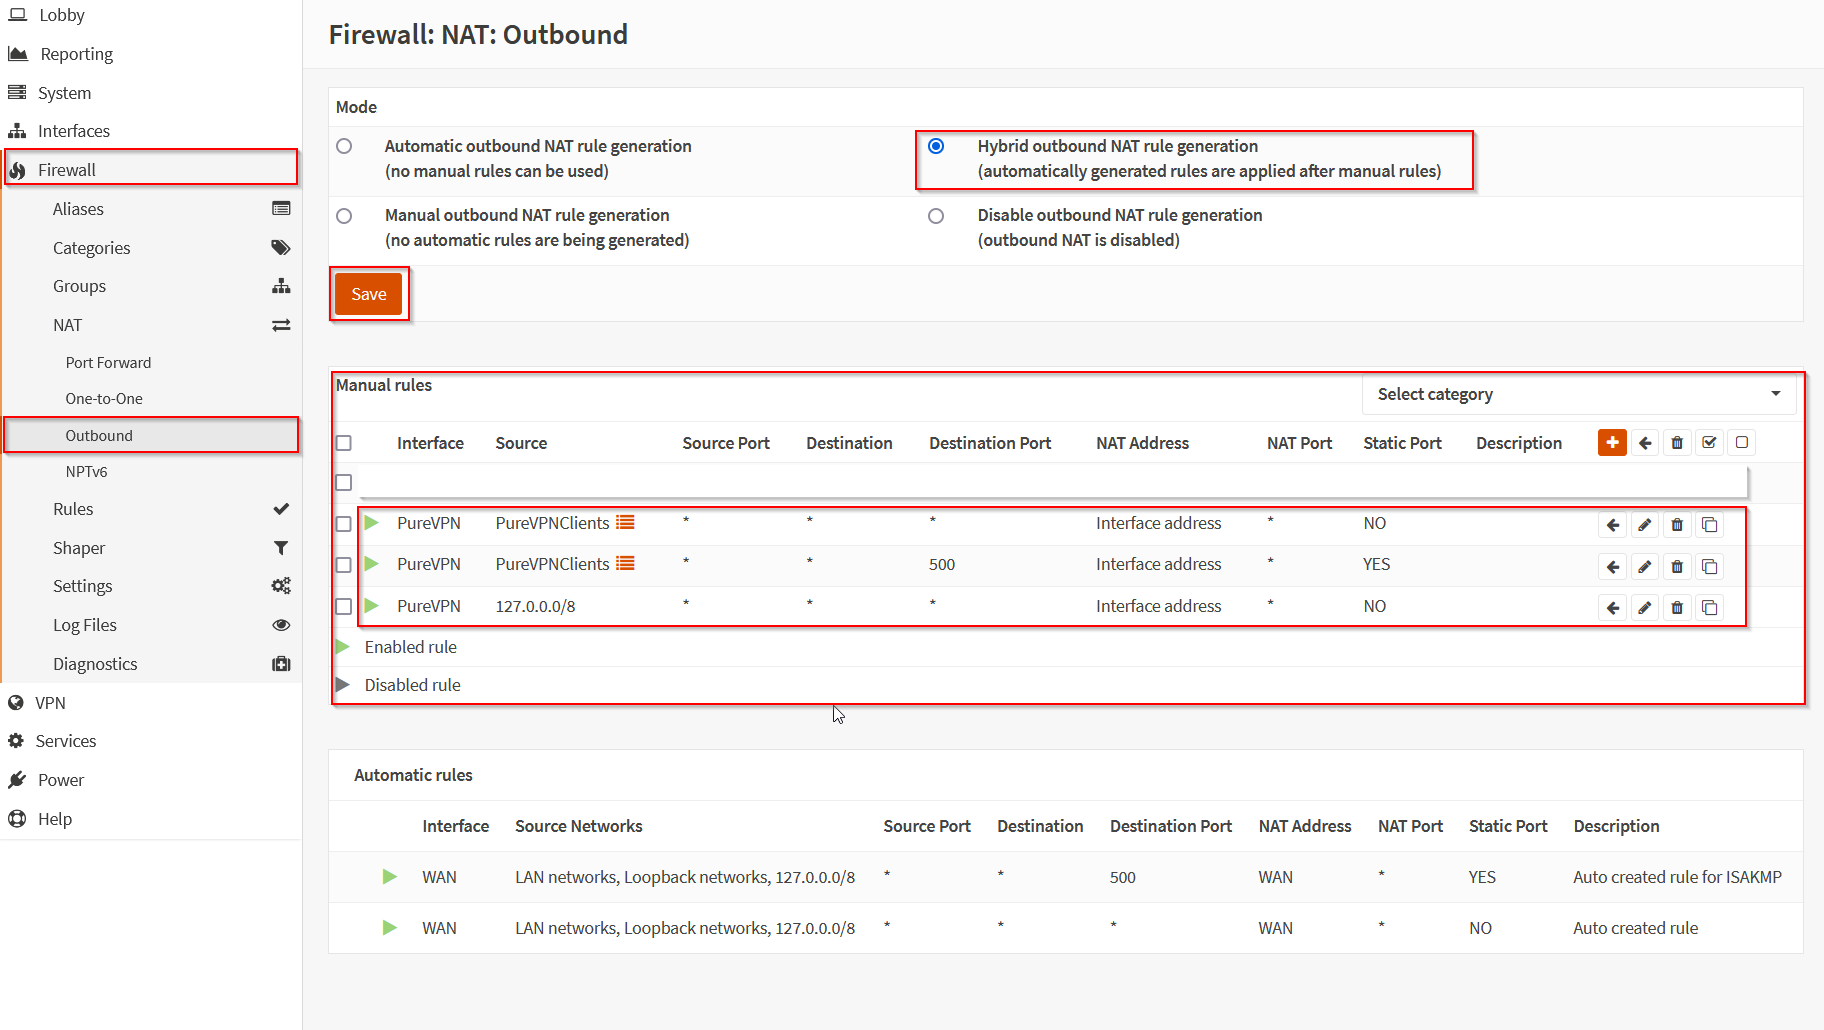 Lobby
Reporting
System
Interfaces
Firewall
Aliases
Categories
Groups
NAT
Port Forward
One-to-One
Outbound
NPTv6
Rules
Shaper
Settings
Log Files
Diagnostics
VPN
Services
Power
Help
Firewall: NAT: Outbound
Mode
Automatic outbound NAT rule generation
(no manual rules can be used)
Hybrid outbound NAT rule generation
(automatically generated rules are applied after manual rules)
Manual outbound NAT rule generation
(no automatic rules are being generated)
Disable outbound NAT rule generation
(outbound NAT is disabled)
Save
Manual rules
Select category
Interface Source Source Port Destination Destination Port NAT Address NAT Port Static Port Description
PureVPN PureVPNClients * * * Interface address * NO
PureVPN PureVPNClients * * 500 Interface address * YES
PureVPN 127.0.0.0/8 * * * Interface address * NO
Enabled rule
Disabled rule
Automatic rules
Interface Source Networks Source Port Destination Destination Port NAT Address NAT Port Static Port Description
WAN LAN networks, Loopback networks, 127.0.0.0/8 * * 500 WAN * YES Auto created rule for ISAKMP
WAN LAN networks, Loopback networks, 127.0.0.0/8 * * * WAN * NO Auto created rule